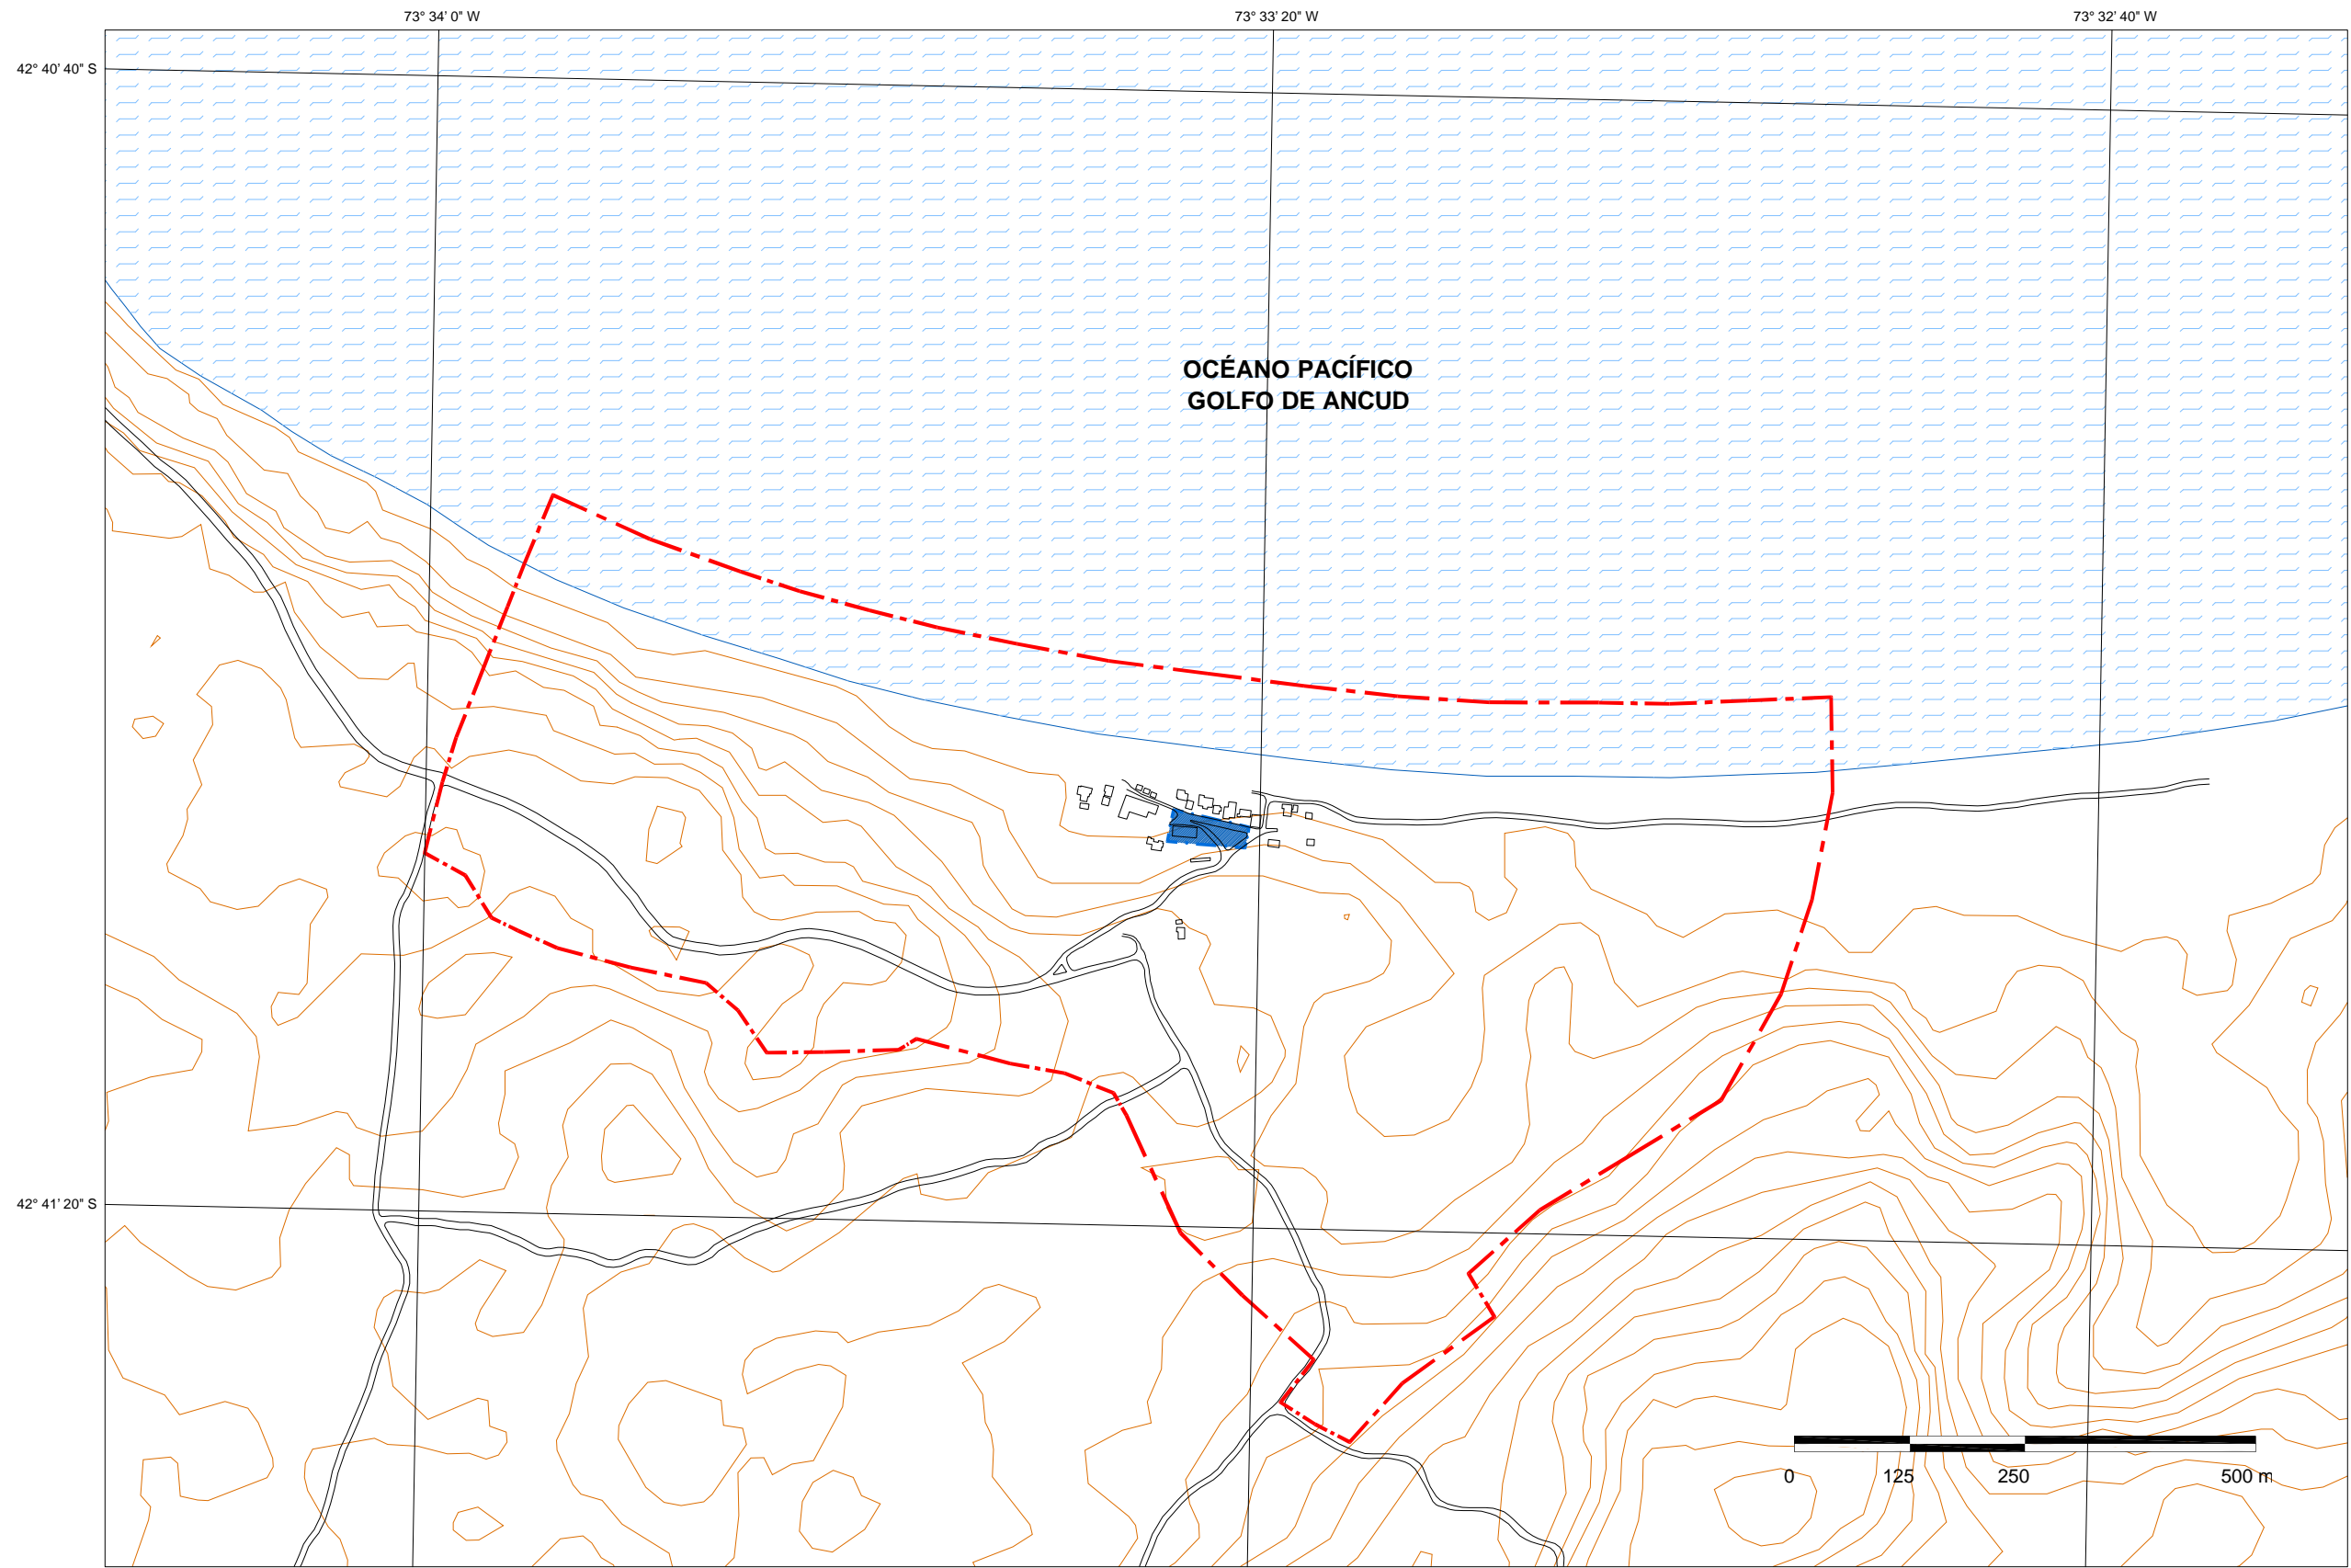 73° 34' 0" W
73° 33' 20" W
73° 32' 40" W
42° 40' 40" S
OCÉANO PACÍFICO
GOLFO DE ANCUD
42° 41' 20" S
0 125 250 500 m